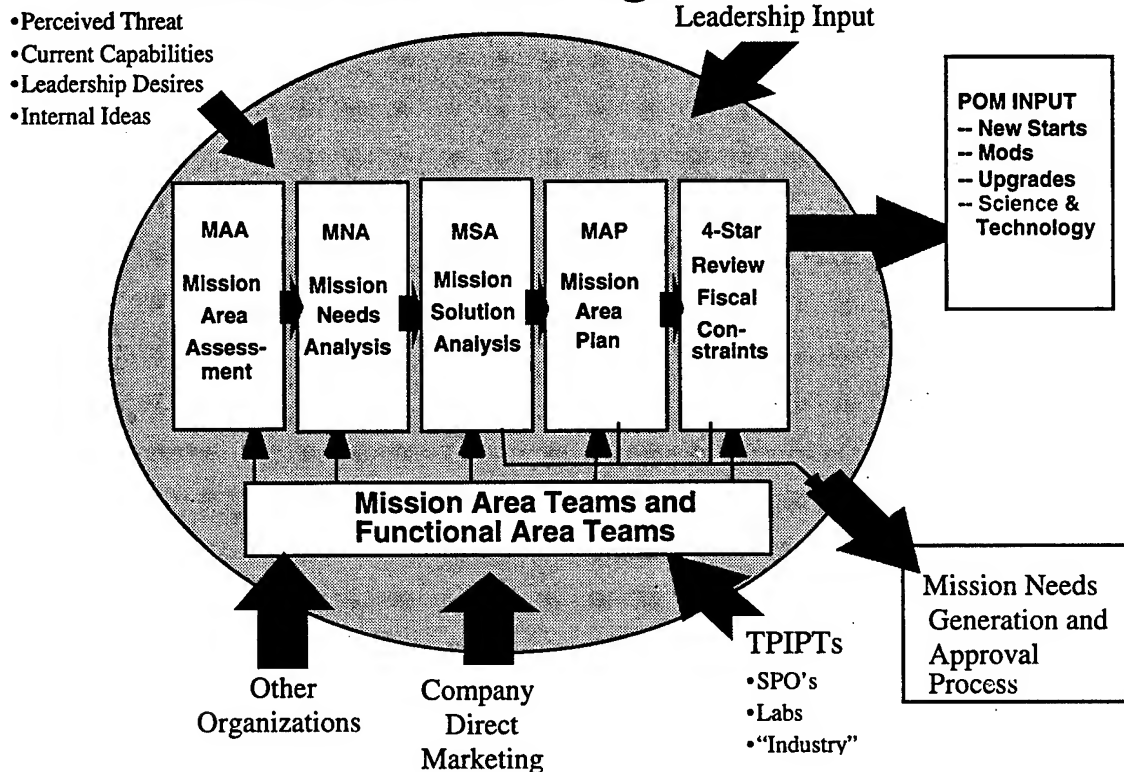 •Perceived Threat
•Current Capabilities
•Leadership Desires
•Internal Ideas
Leadership Input
POM INPUT
-- New Starts
-- Mods
-- Upgrades
-- Science &
Technology
MAA
Mission
Area
Assess-
ment
MNA
Mission
Needs
Analysis
MSA
Mission
Solution
Analysis
MAP
Mission
Area
Plan
4-Star
Review
Fiscal
Con-
straints
Mission Area Teams and
Functional Area Teams
Other
Organizations
Company
Direct
Marketing
TPIPTs
•SPO's
•Labs
•"Industry"
Mission Needs
Generation and
Approval
Process